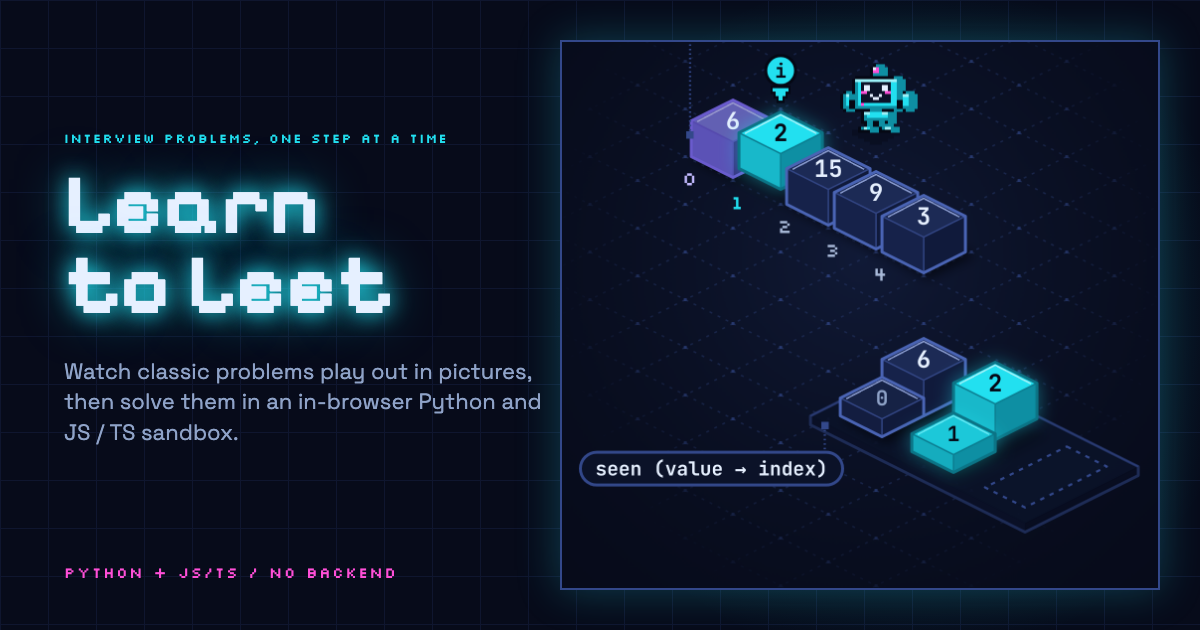 INTERVIEW PROBLEMS, ONE STEP AT A TIME
Learn
to Leet
Watch classic problems play out in pictures,
then solve them in an in-browser Python and
JS / TS sandbox.
PYTHON + JS/TS / NO BACKEND
i
6
2
15
9
3
0
1
2
3
4
6
0
2
1
seen (value → index)